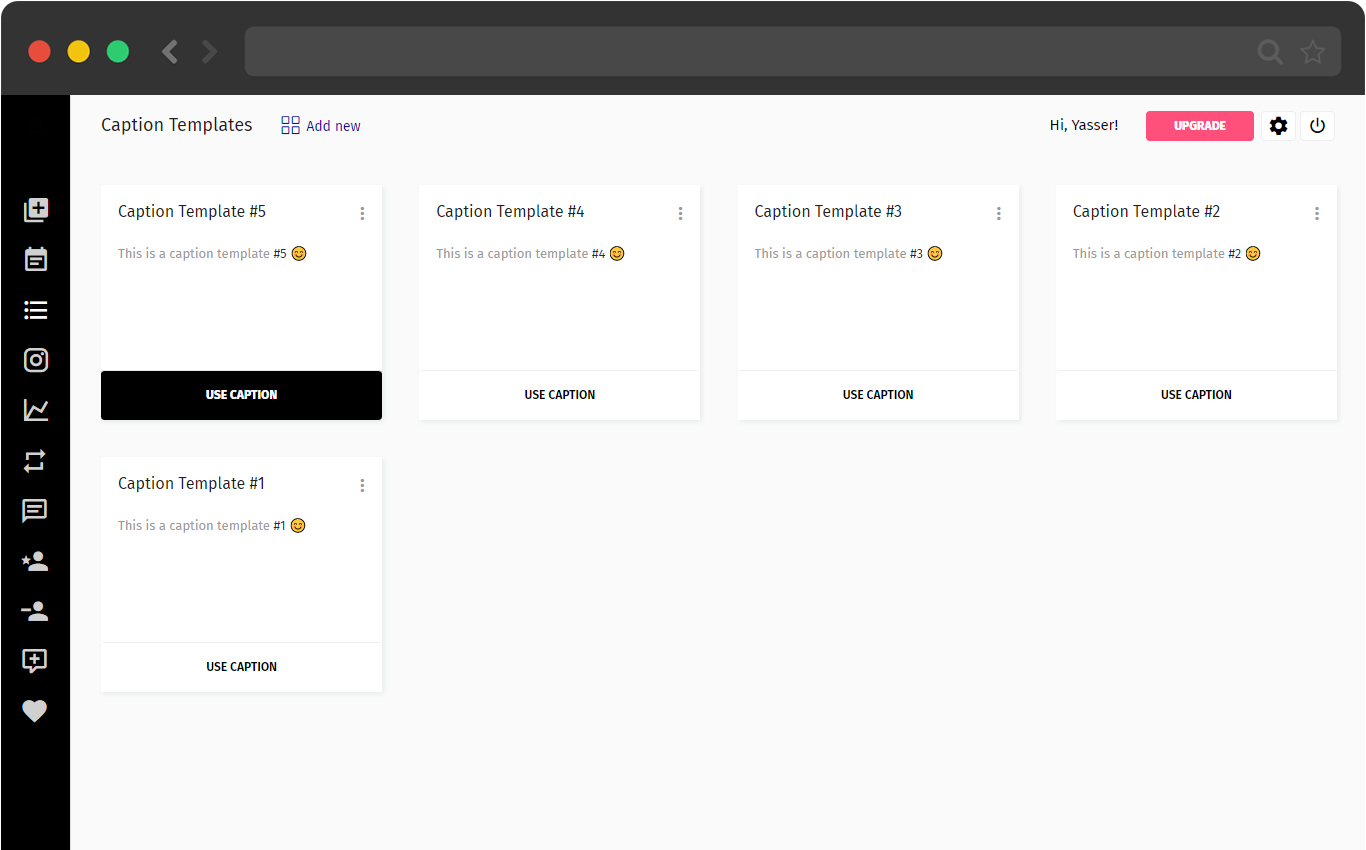 Caption Templates Add new Hi, Yasser! UPGRADE
Caption Template #5
This is a caption template #5 😊
USE CAPTION
Caption Template #4
This is a caption template #4 😊
USE CAPTION
Caption Template #3
This is a caption template #3 😊
USE CAPTION
Caption Template #2
This is a caption template #2 😊
USE CAPTION
Caption Template #1
This is a caption template #1 😊
USE CAPTION